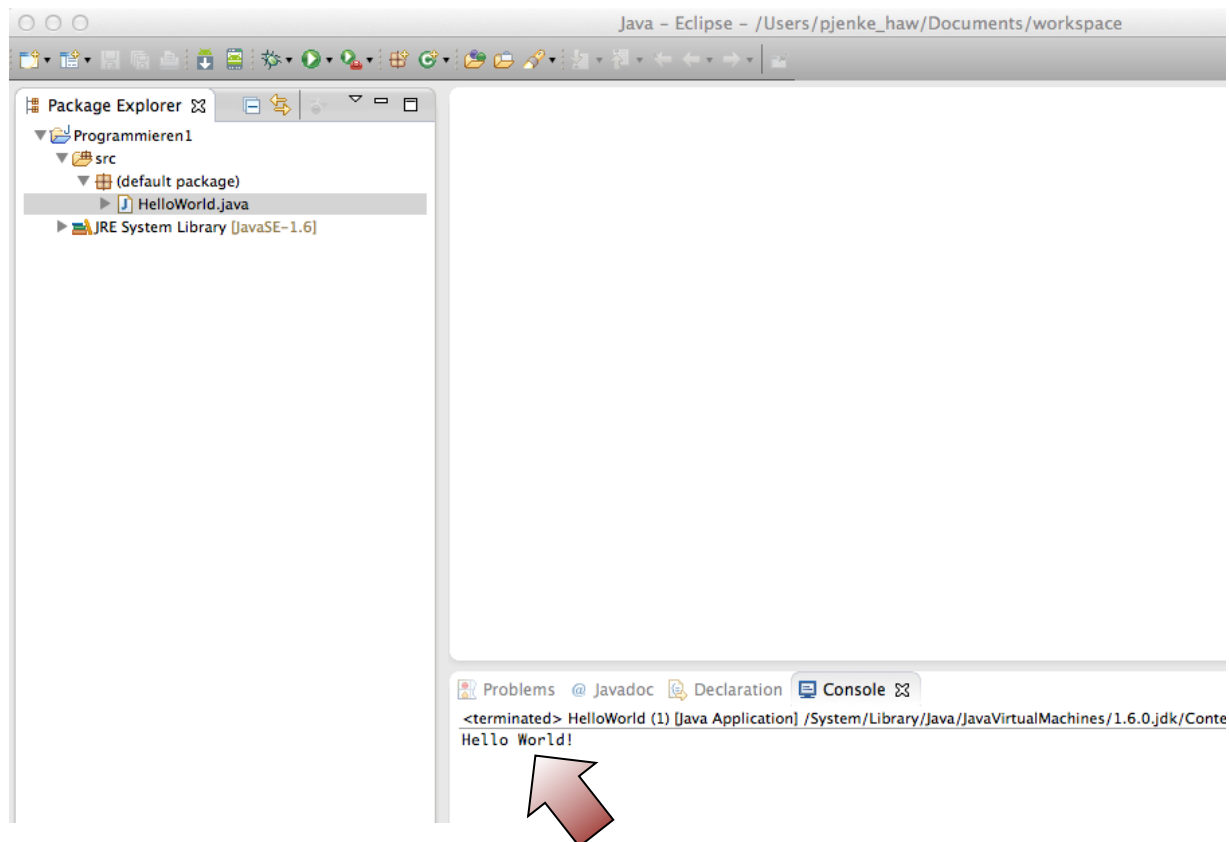 Java – Eclipse – /Users/pjenke_haw/Documents/workspace
Package Explorer
Programmieren1
src
(default package)
HelloWorld.java
JRE System Library [JavaSE-1.6]
Problems @ Javadoc Declaration Console
<terminated> HelloWorld (1) [Java Application] /System/Library/Java/JavaVirtualMachines/1.6.0.jdk/Conte
Hello World!